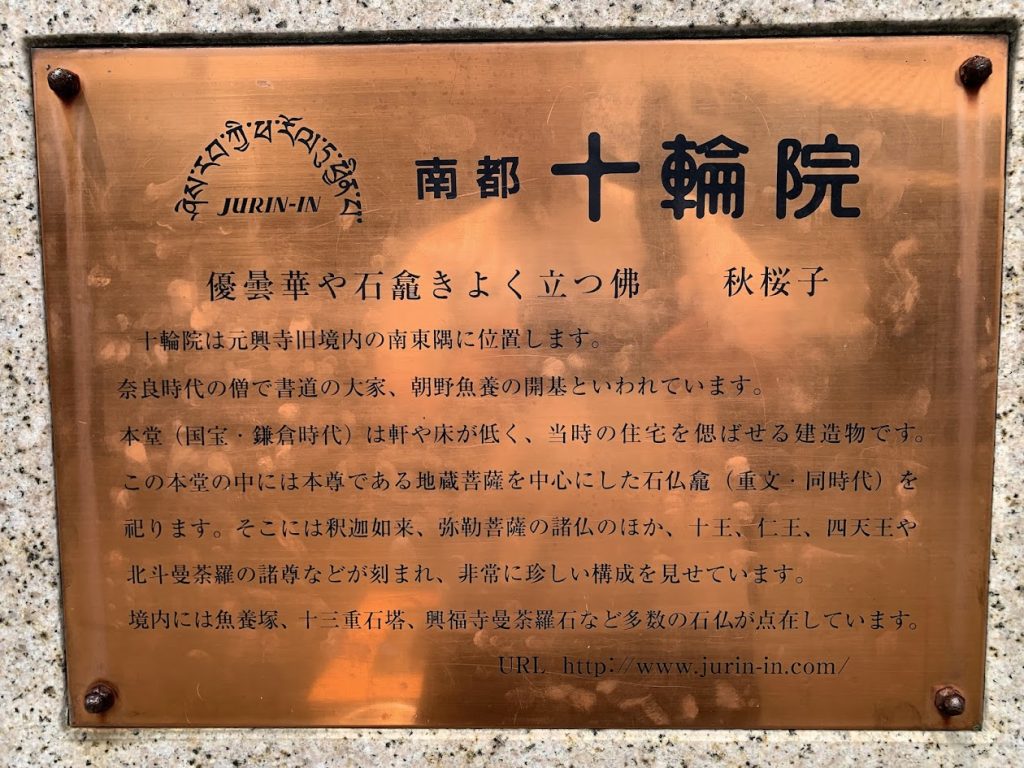 JURIN-IN
南都 十輪院
優曇華や石龕きよく立つ佛 秋桜子
十輪院は元興寺旧境内の南東隅に位置します。
奈良時代の僧で書道の大家、朝野魚養の開基といわれています。
本堂（国宝・鎌倉時代）は軒や床が低く、当時の住宅を偲ばせる建造物です。
この本堂の中には本尊である地蔵菩薩を中心にした石仏龕（重文・同時代）を
祀ります。そこには釈迦如来、弥勒菩薩の諸仏のほか、十王、仁王、四天王や
北斗曼荼羅の諸尊などが刻まれ、非常に珍しい構成を見せています。
境内には魚養塚、十三重石塔、興福寺曼荼羅石など多数の石仏が点在しています。
URL http://www.jurin-in.com/